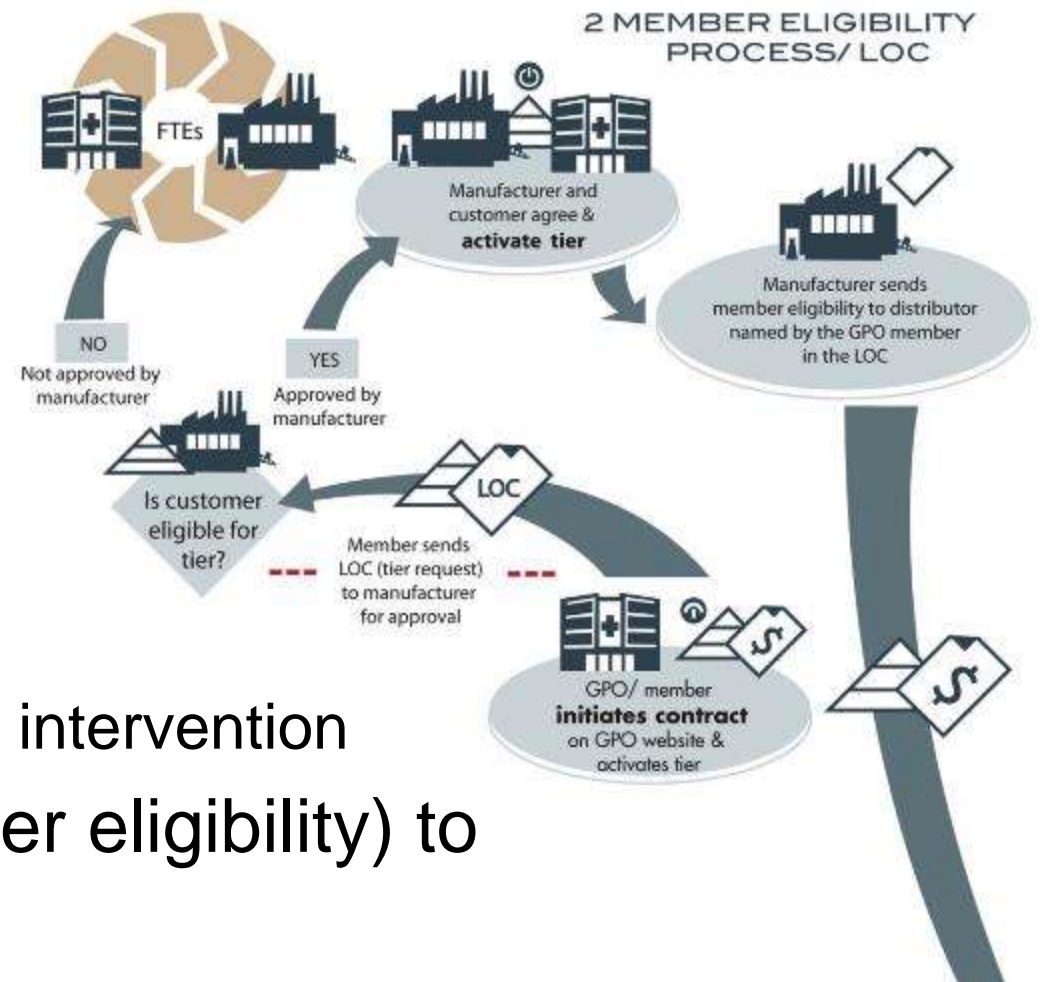 2 MEMBER ELIGIBILITY
PROCESS/ LOC
FTEs
Manufacturer and
customer agree &
activate tier
Manufacturer sends
member eligibility to distributor
named by the GPO member
in the LOC
NO
Not approved by
manufacturer
YES
Approved by
manufacturer
Is customer
eligible for
tier?
LOC
Member sends
LOC (tier request)
to manufacturer
for approval
$
GPO/ member
initiates contract
on GPO website &
activates tier
$
intervention
er eligibility) to